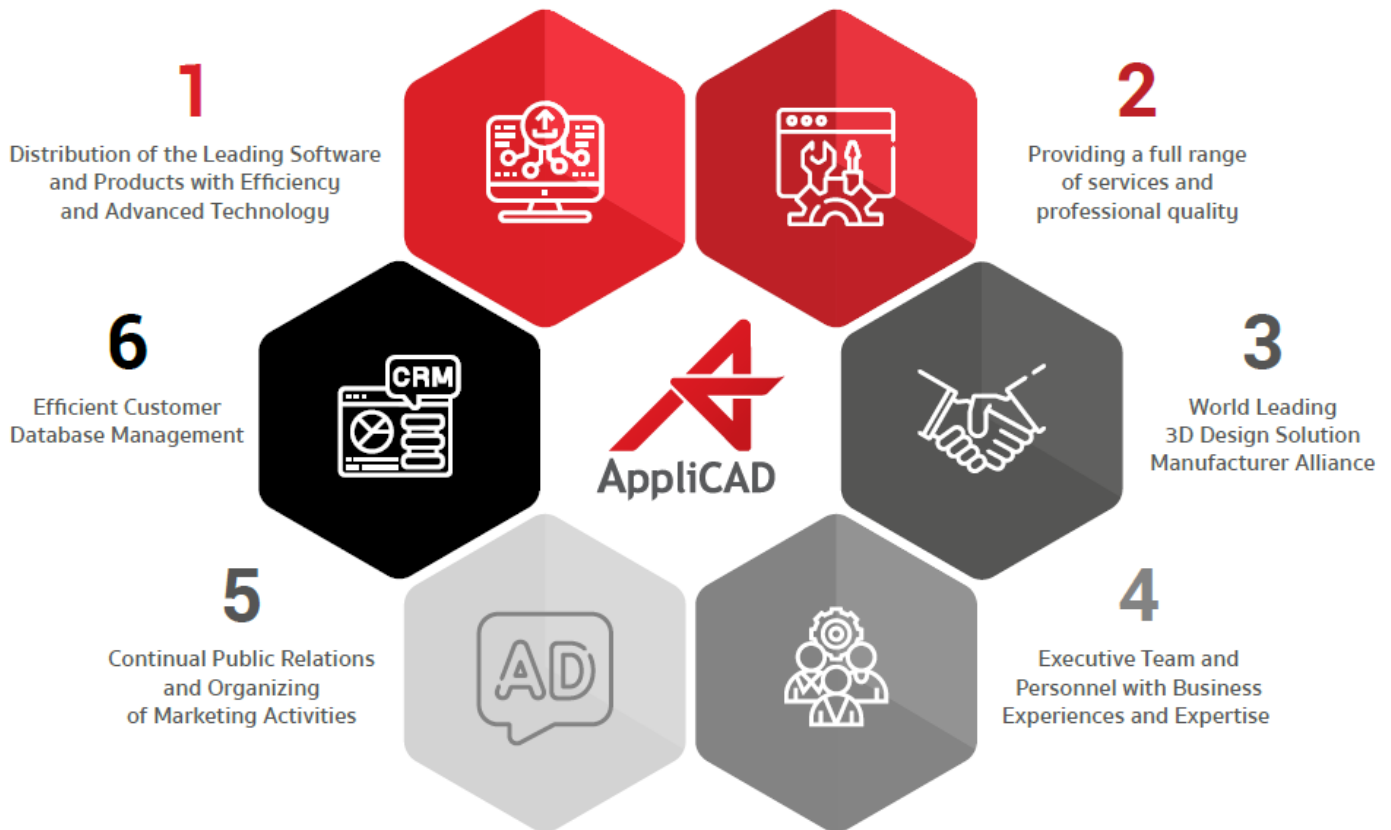 1
Distribution of the Leading Software
and Products with Efficiency
and Advanced Technology
2
Providing a full range
of services and
professional quality
3
World Leading
3D Design Solution
Manufacturer Alliance
4
Executive Team and
Personnel with Business
Experiences and Expertise
5
Continual Public Relations
and Organizing
of Marketing Activities
6
Efficient Customer
Database Management
CRM
AD
AppliCAD